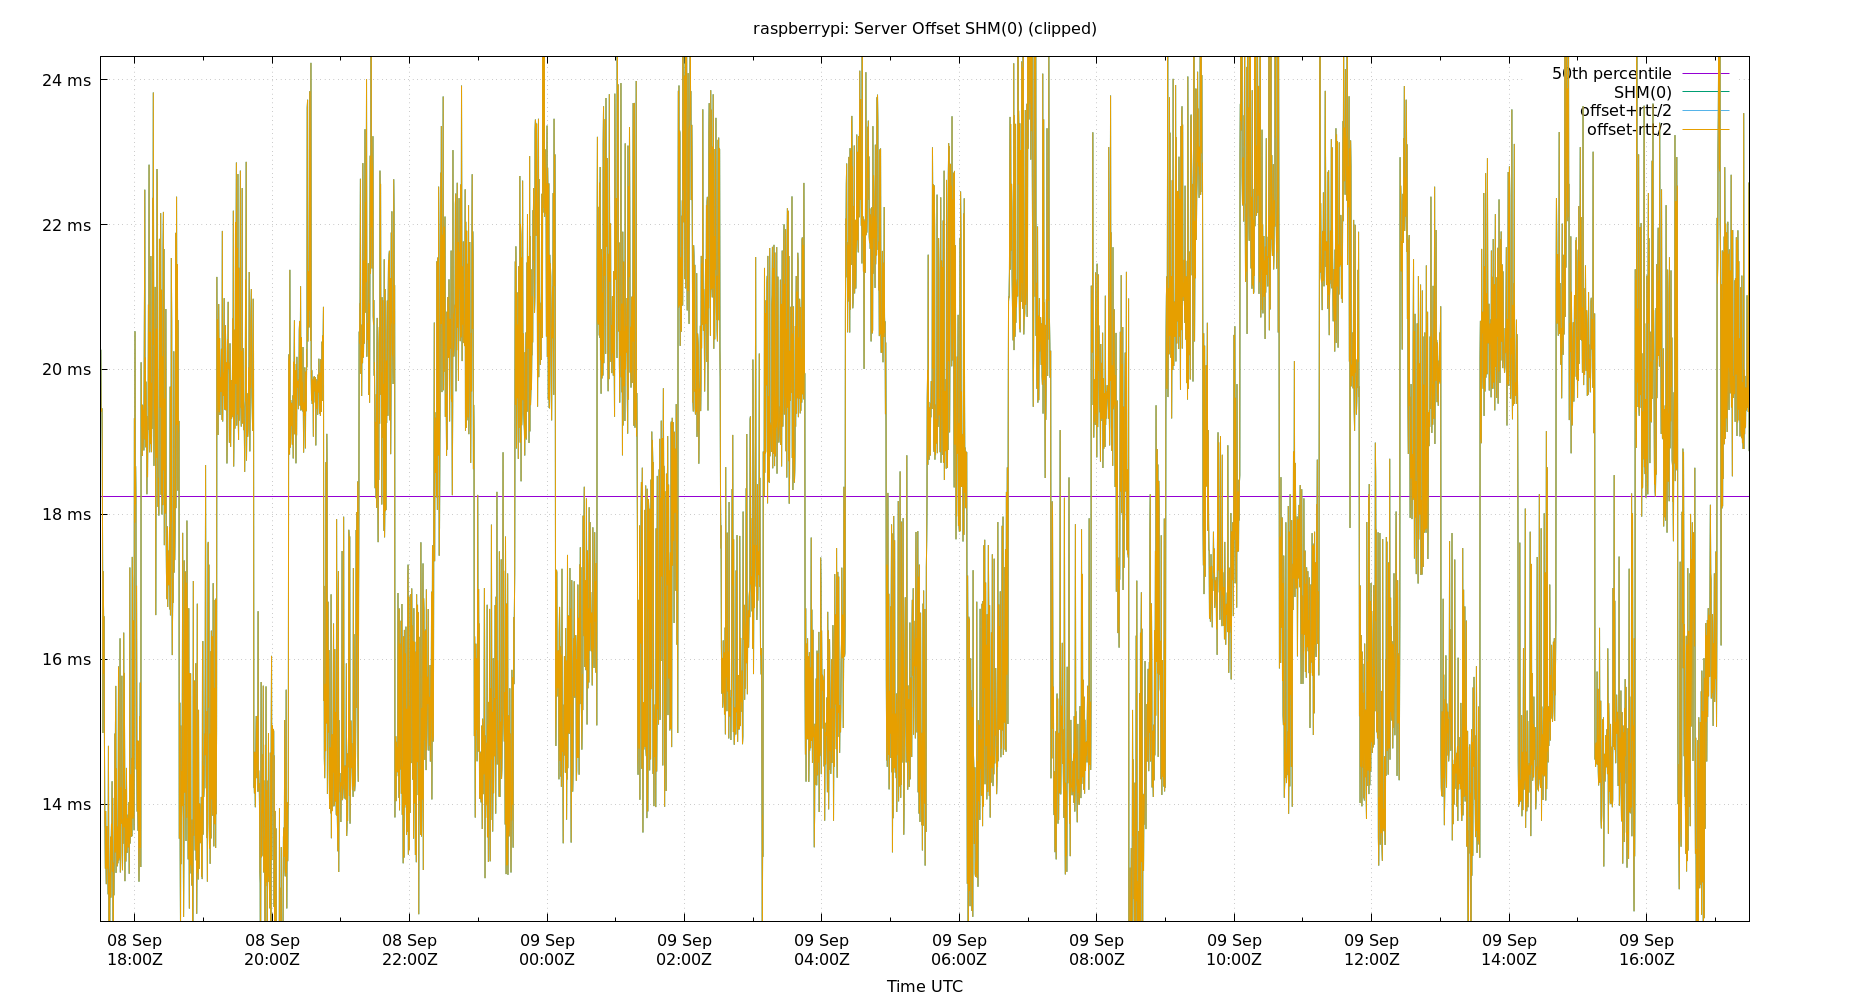 raspberrypi: Server Offset SHM(0) (clipped)
24 ms
22 ms
20 ms
18 ms
16 ms
14 ms
50th percentile
SHM(0)
offset+rtt/2
offset-rtt/2
08 Sep 18:00Z
08 Sep 20:00Z
08 Sep 22:00Z
09 Sep 00:00Z
09 Sep 02:00Z
09 Sep 04:00Z
09 Sep 06:00Z
09 Sep 08:00Z
09 Sep 10:00Z
09 Sep 12:00Z
09 Sep 14:00Z
09 Sep 16:00Z
Time UTC